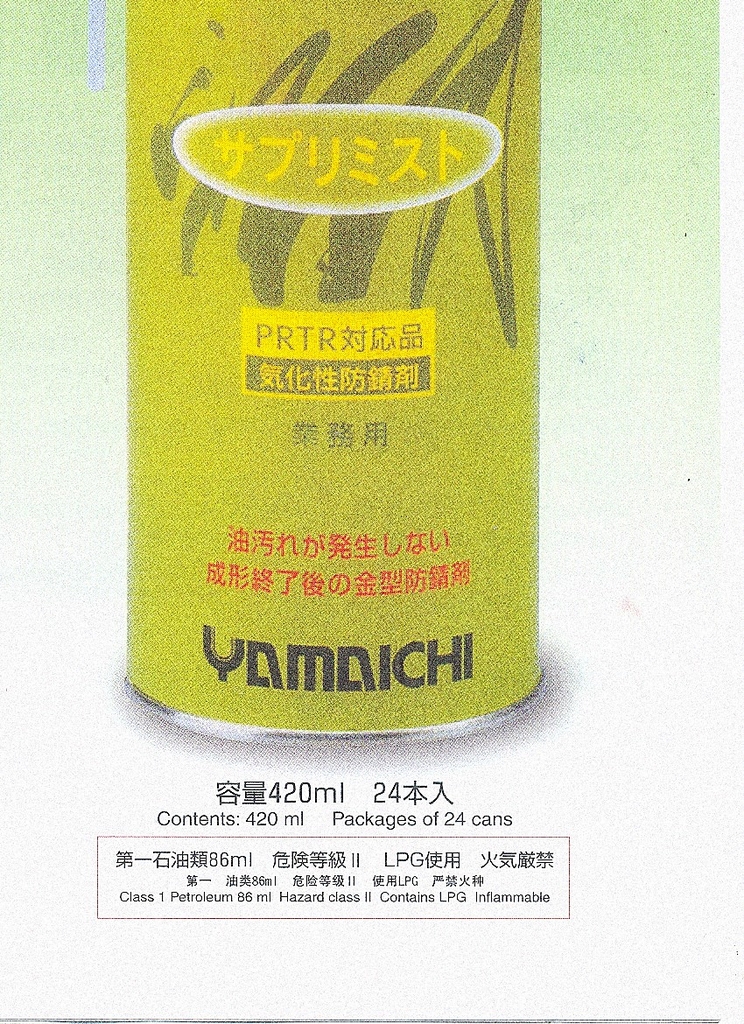 サプリミスト
PRTR対応品
気化性防錆剤
業務用
油汚れが発生しない
成形終了後の金型防錆剤
YAMAICHI
容量420ml 24本入
Contents: 420 ml Packages of 24 cans
第一石油類86ml 危険等級Ⅱ LPG使用 火気厳禁
第一 油类86ml 危险等级Ⅱ 使用LPG 严禁火种
Class 1 Petroleum 86 ml Hazard class II Contains LPG Inflammable